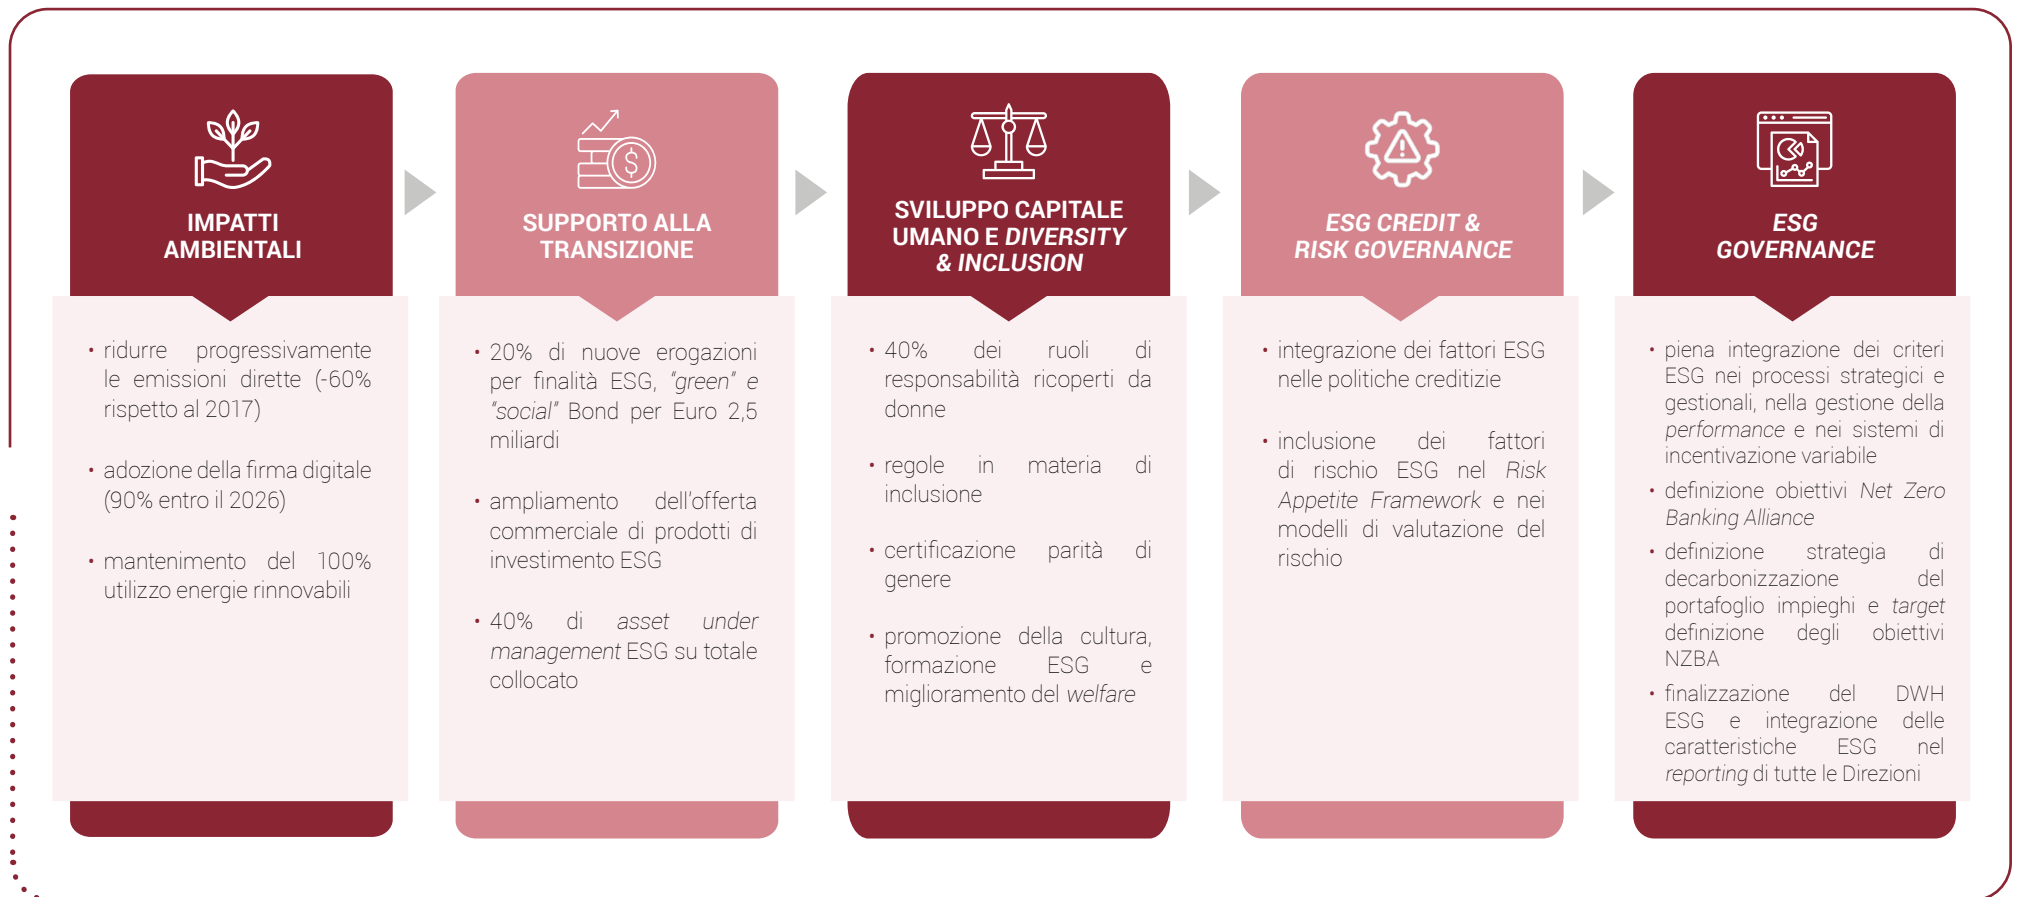 IMPATTI
AMBIENTALI
• ridurre progressivamente
le emissioni dirette (-60%
rispetto al 2017)
• adozione della firma digitale
(90% entro il 2026)
• mantenimento del 100%
utilizzo energie rinnovabili
SUPPORTO ALLA
TRANSIZIONE
• 20% di nuove erogazioni
per finalità ESG, "green" e
"social" Bond per Euro 2,5
miliardi
• ampliamento dell'offerta
commerciale di prodotti di
investimento ESG
• 40% di asset under
management ESG su totale
collocato
SVILUPPO CAPITALE
UMANO E DIVERSITY
& INCLUSION
• 40% dei ruoli di
responsabilità ricoperti da
donne
• regole in materia di
inclusione
• certificazione parità di
genere
• promozione della cultura,
formazione ESG e
miglioramento del welfare
ESG CREDIT &
RISK GOVERNANCE
• integrazione dei fattori ESG
nelle politiche creditizie
• inclusione dei fattori
di rischio ESG nel Risk
Appetite Framework e nei
modelli di valutazione del
rischio
ESG
GOVERNANCE
• piena integrazione dei criteri
ESG nei processi strategici e
gestionali, nella gestione della
performance e nei sistemi di
incentivazione variabile
• definizione obiettivi Net Zero
Banking Alliance
• definizione strategia di
decarbonizzazione del
portafoglio impieghi e target
definizione degli obiettivi
NZBA
• finalizzazione del DWH
ESG e integrazione delle
caratteristiche ESG nel
reporting di tutte le Direzioni